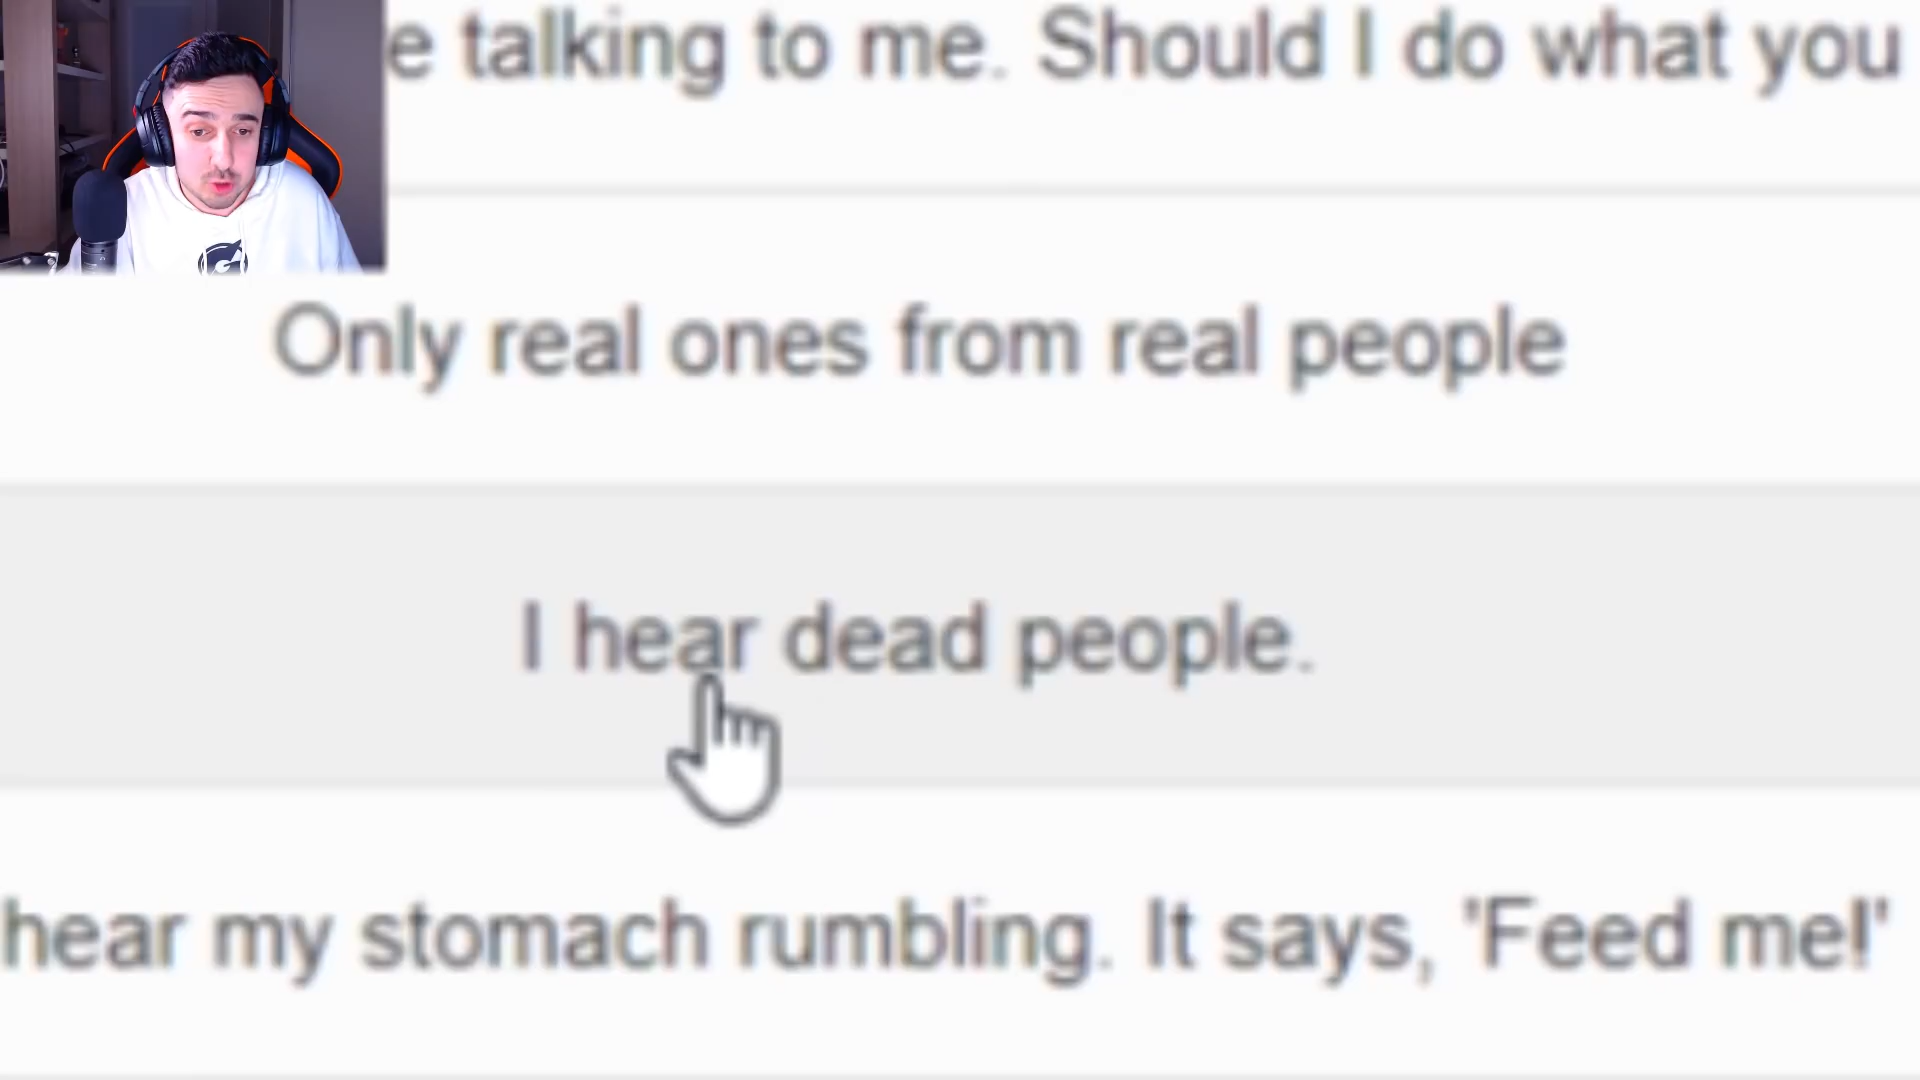 e talking to me. Should I do what you
Only real ones from real people
I hear dead people.
hear my stomach rumbling. It says, 'Feed me!'